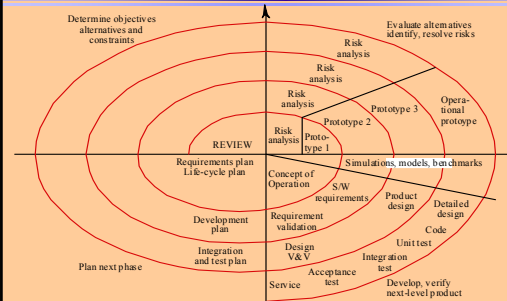 Determine objectives
alternatives and
constraints
Evaluate alternatives
identify, resolve risks
Risk
analysis
Risk
analysis
Risk
analysis
Risk
analysis
Proto-
type 1
Prototype 2
Prototype 3
Opera-
tional
protoype
REVIEW
Requirements plan
Life-cycle plan
Simulations, models, benchmarks
Concept of
Operation
S/W
requirements
Product
design
Detailed
design
Development
plan
Requirement
validation
Code
Unit test
Integration
and test plan
Design
V&V
Integration
test
Plan next phase
Acceptance
test
Service
Develop, verify
next-level product